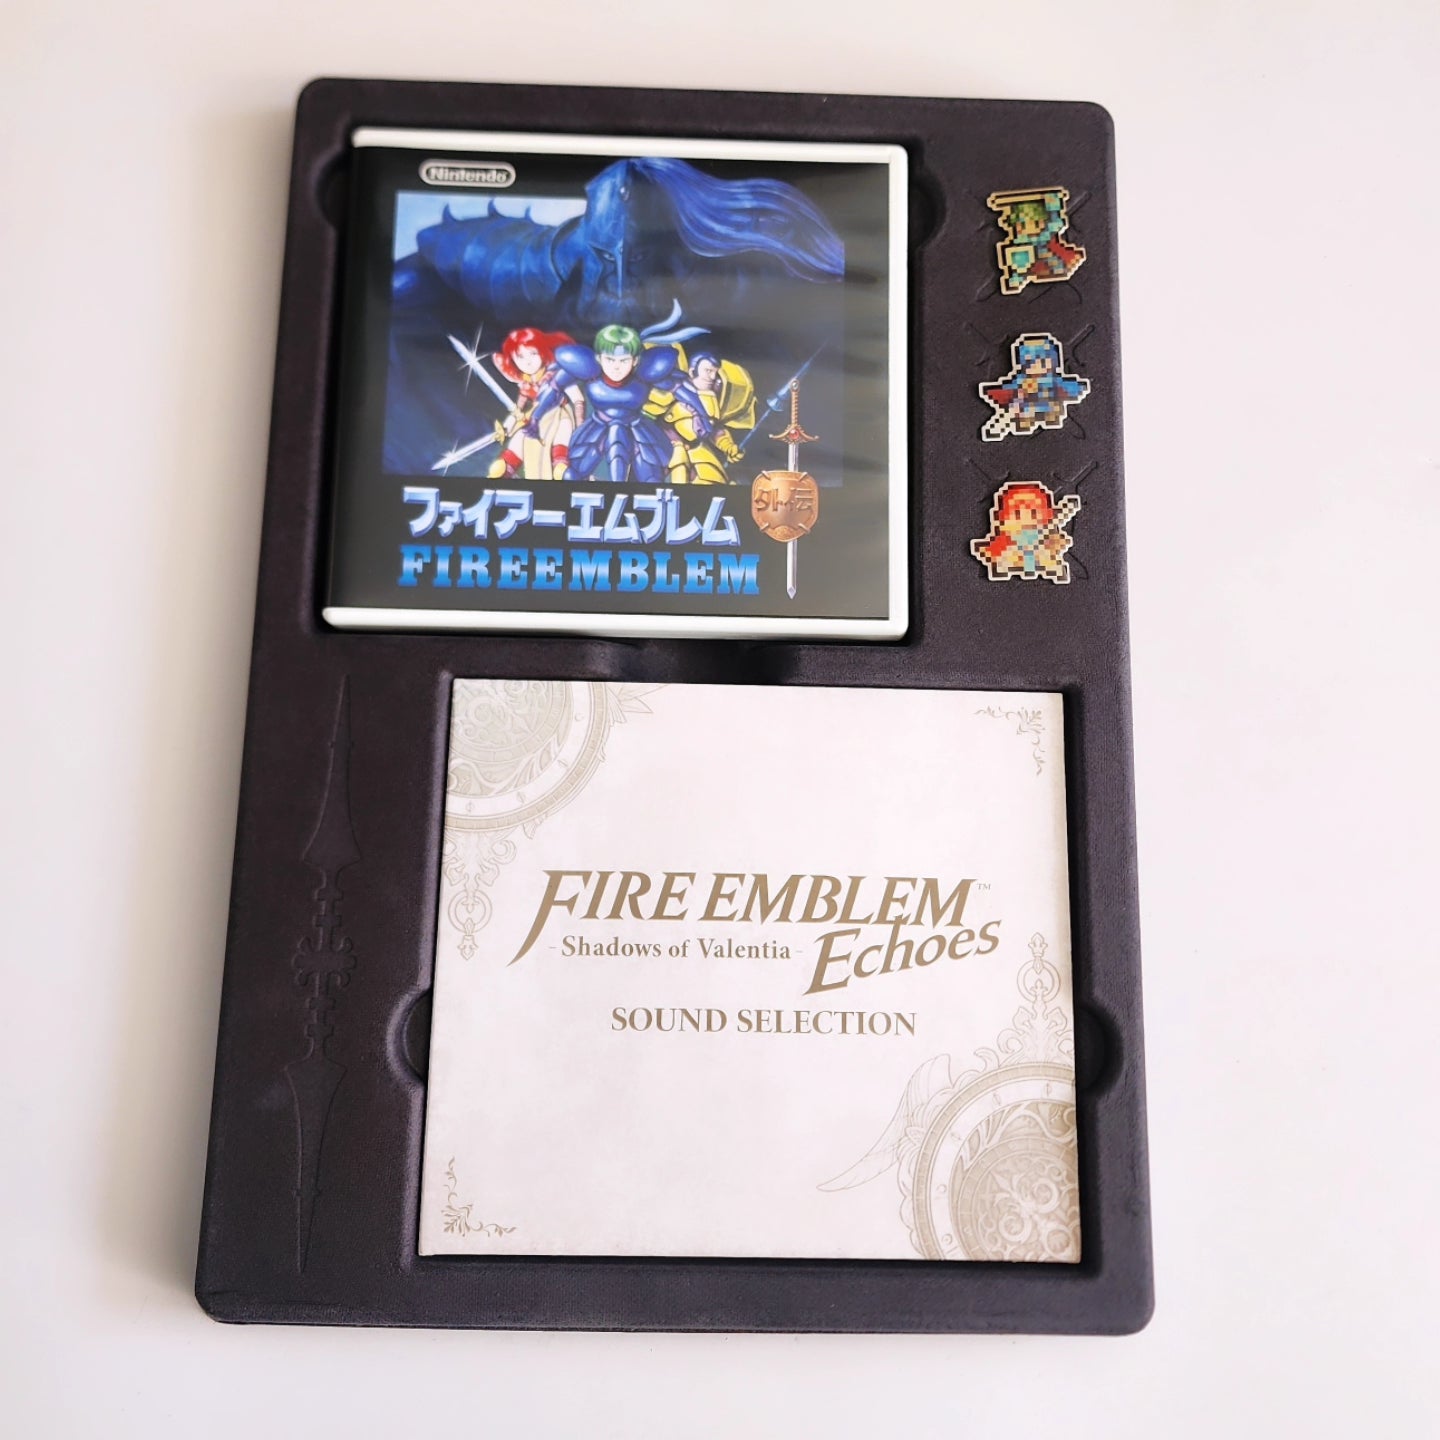 Nintendo
ファイアーエムブレム
外伝
FIREEMBLEM
FIRE EMBLEM™
Echoes
- Shadows of Valentia -
SOUND SELECTION